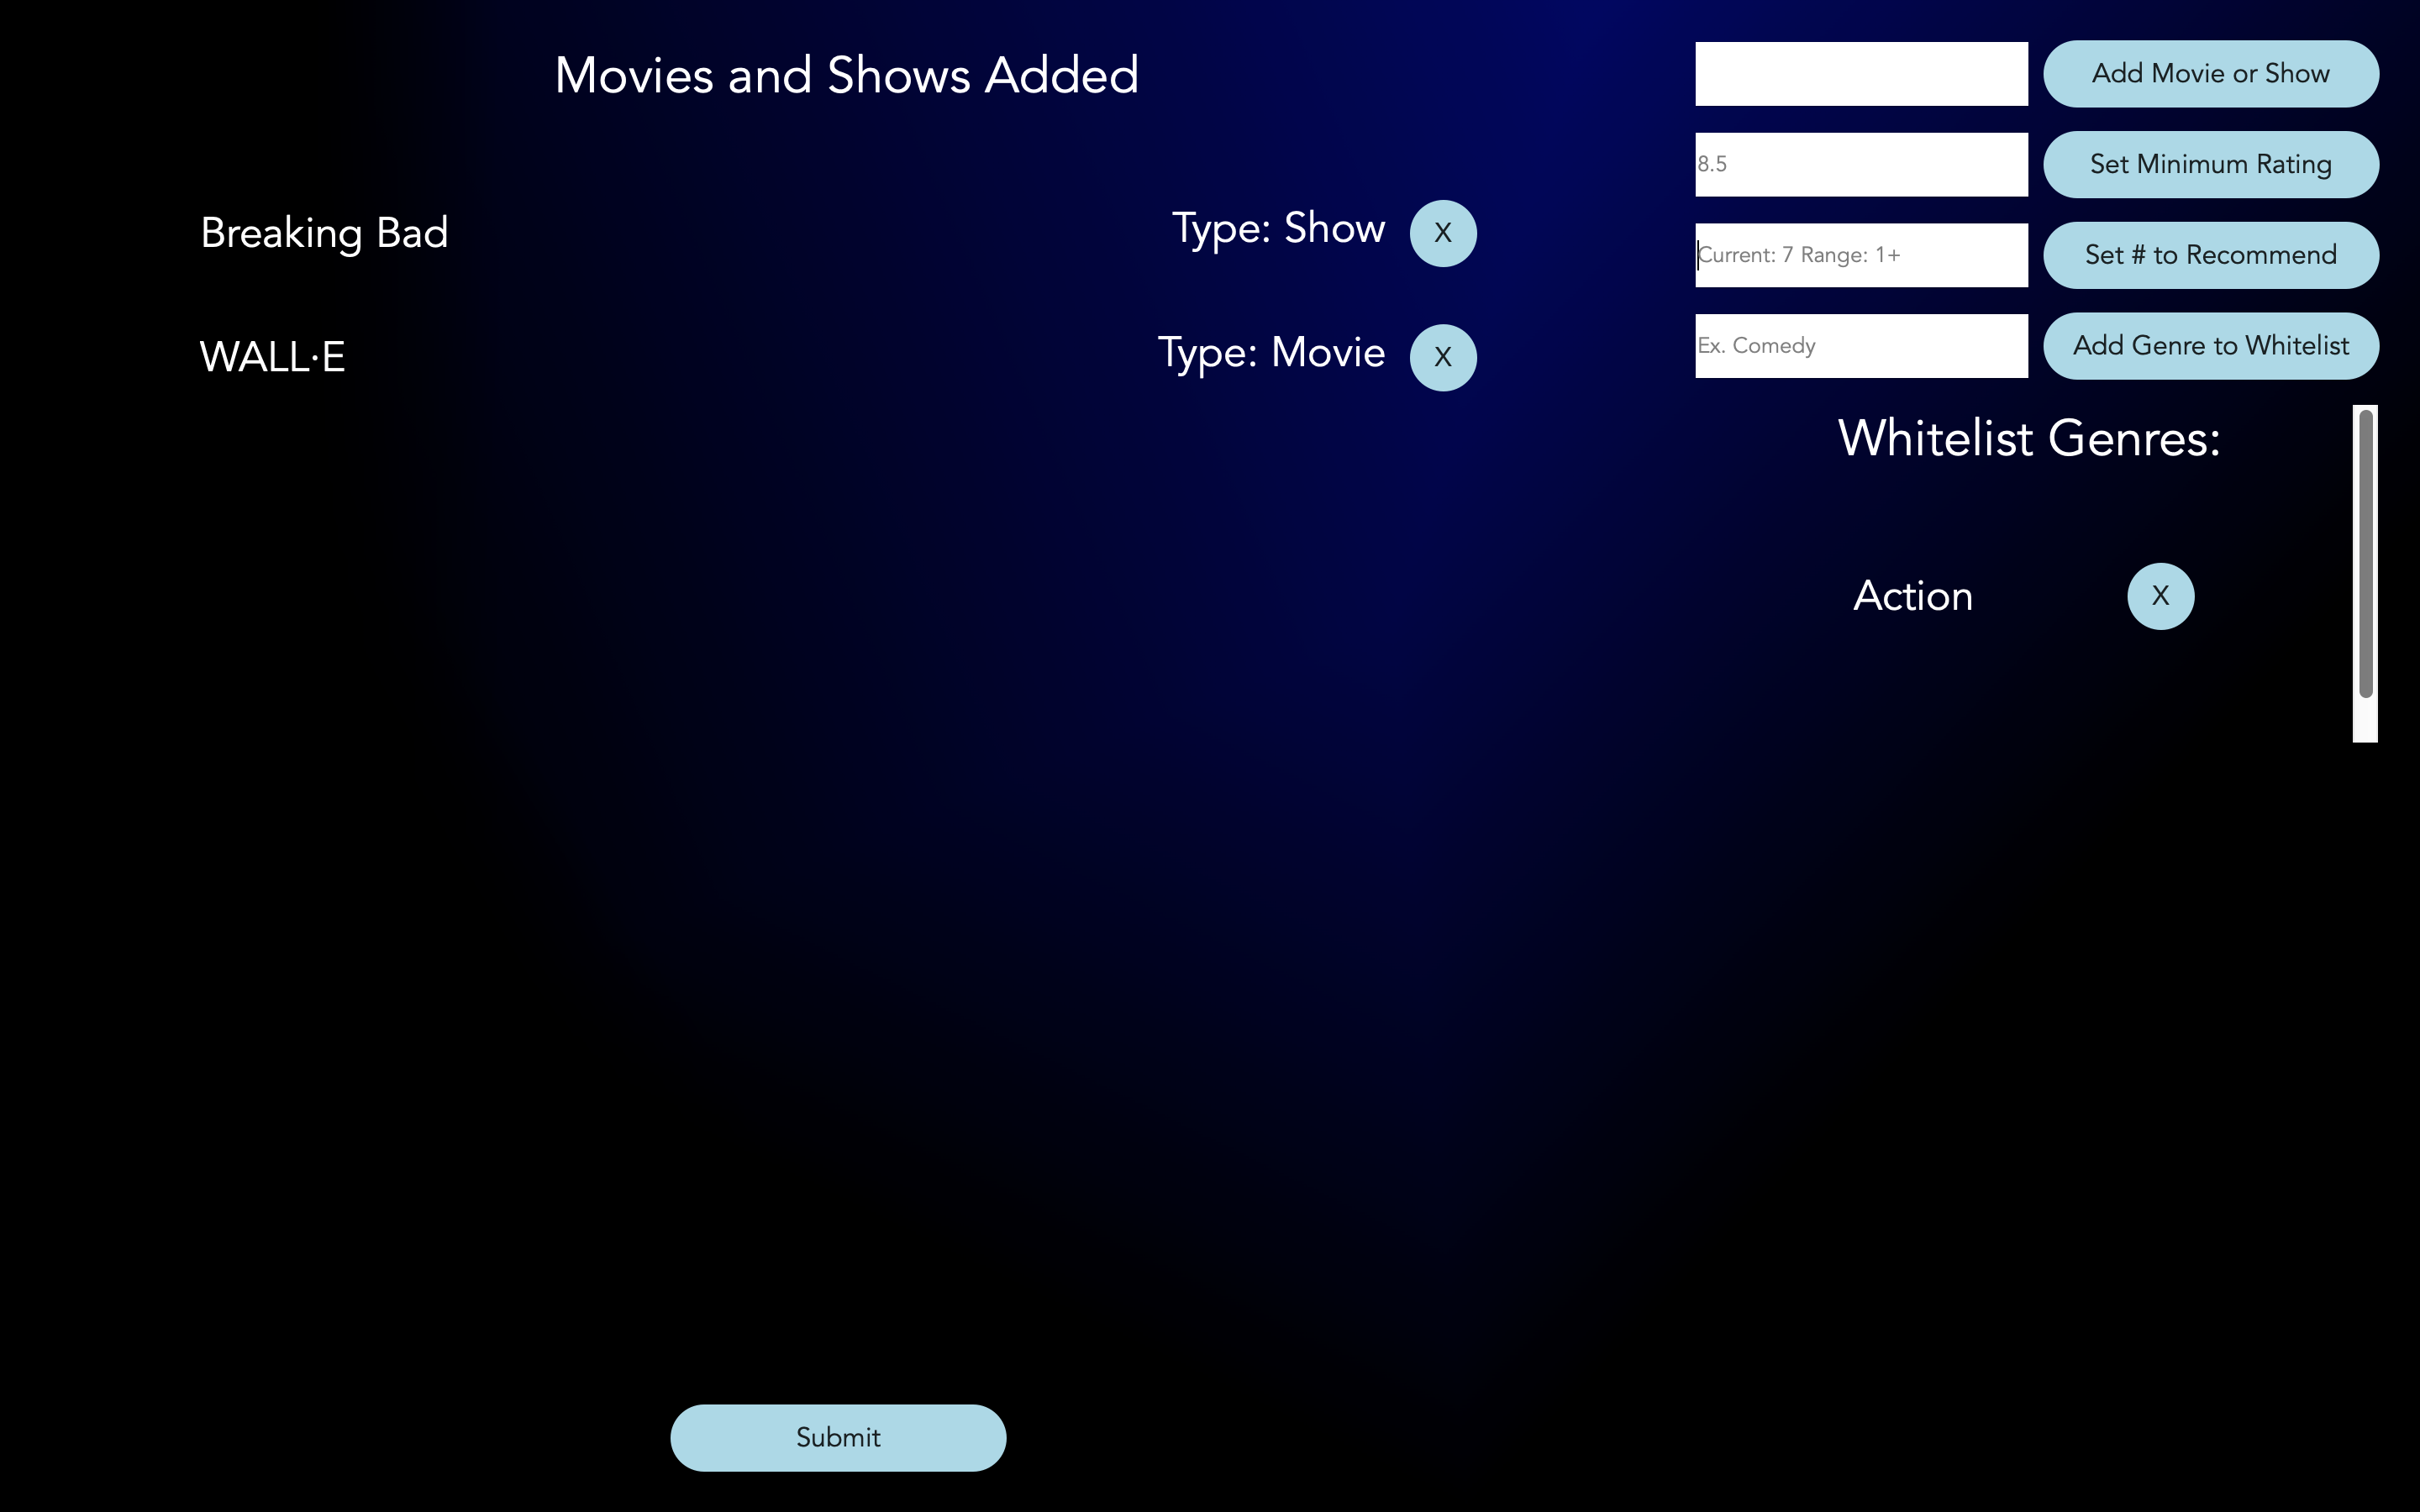 Movies and Shows Added
Breaking Bad
Type: Show
X
WALL·E
Type: Movie
X
Add Movie or Show
8.5
Set Minimum Rating
Current: 7 Range: 1+
Set # to Recommend
Ex. Comedy
Add Genre to Whitelist
Whitelist Genres:
Action
X
Submit